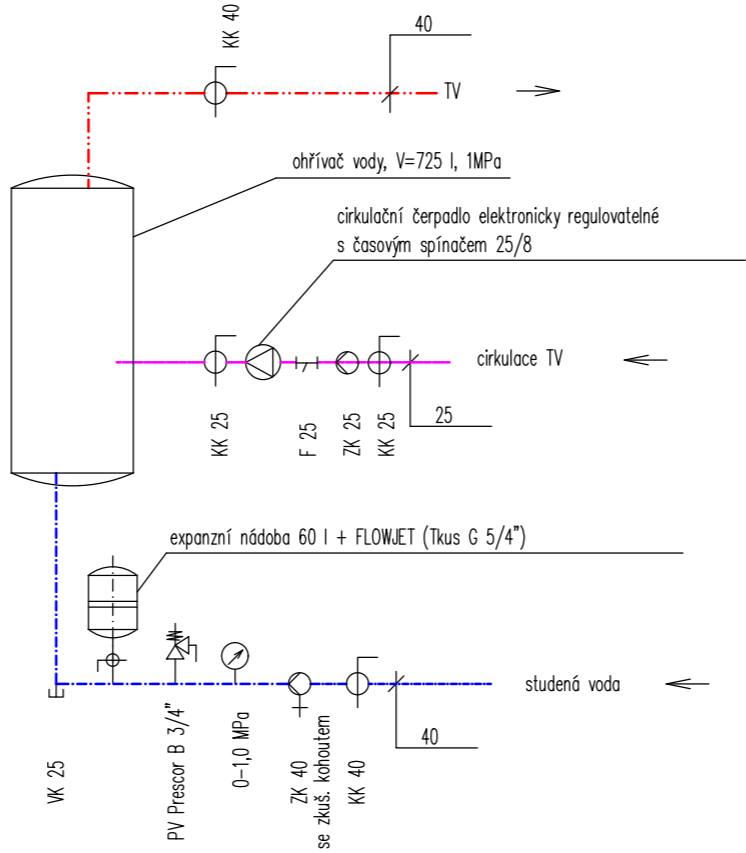 KK 40
40
TV
ohřívač vody, V=725 l, 1MPa
cirkulační čerpadlo elektronicky regulovatelné
s časovým spínačem 25/8
cirkulace TV
KK 25
F 25
ZK 25
KK 25
25
expanzní nádoba 60 l + FLOWJET (Tkus G 5/4")
studená voda
VK 25
PV Prescor B 3/4"
0-1,0 MPa
ZK 40
se zkuš. kohoutem
KK 40
40